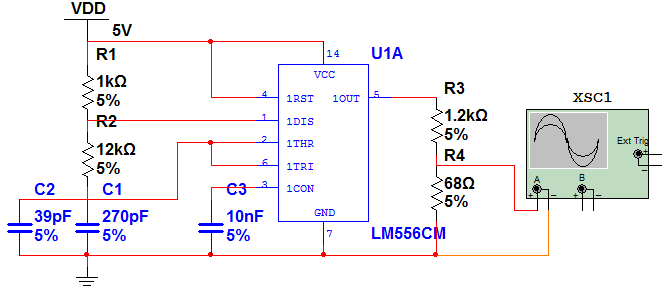 VDD
5V
R1
1kΩ
5%
R2
12kΩ
5%
C2
39pF
5%
C1
270pF
5%
C3
10nF
5%
U1A
14
VCC
4
1RST
1OUT
5
1
1DIS
2
1THR
6
1TRI
3
1CON
GND
7
LM556CM
R3
1.2kΩ
5%
R4
68Ω
5%
XSC1
Ext Trig
+
−
A
B
+
−
+
−